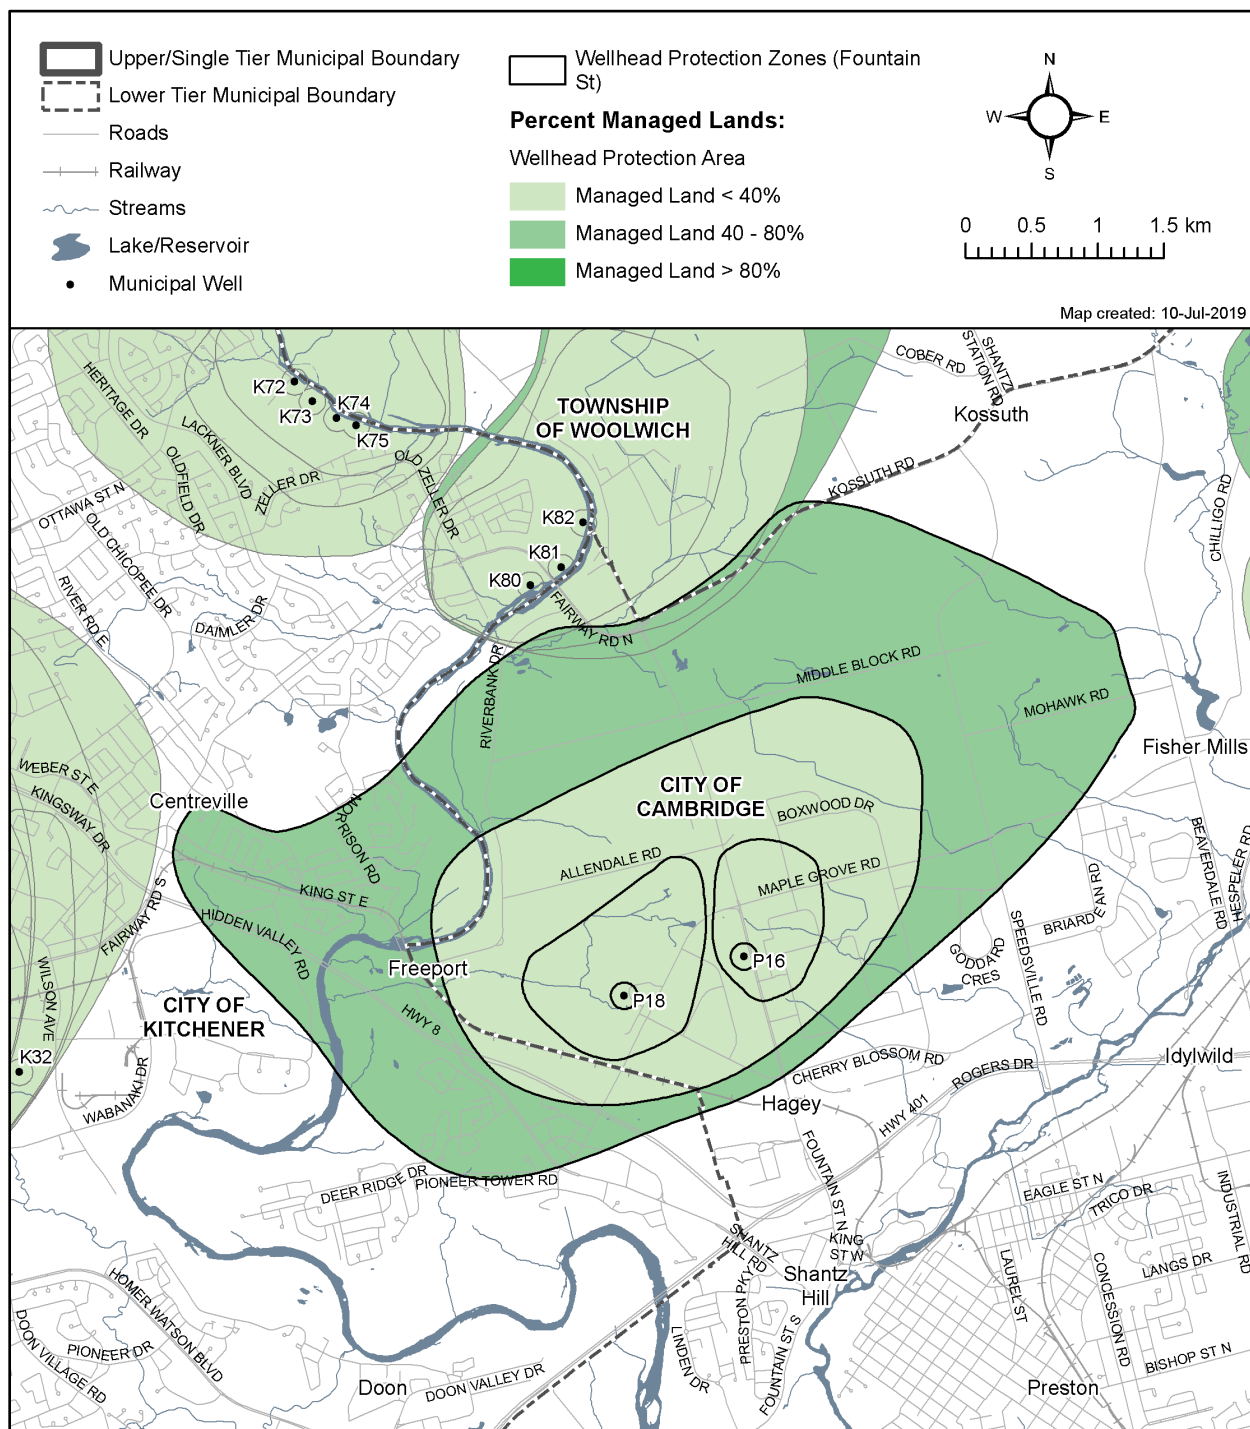 Upper/Single Tier Municipal Boundary
Lower Tier Municipal Boundary
Roads
Railway
Streams
Lake/Reservoir
Municipal Well
Wellhead Protection Zones (Fountain
St)
Percent Managed Lands:
Wellhead Protection Area
Managed Land < 40%
Managed Land 40 - 80%
Managed Land > 80%
N
W
E
S
0 0.5 1 1.5 km
Map created: 10-Jul-2019
COBER RD
SHANTZ
STATION RD
Kossuth
HERITAGE DR
K72
K73
K74
K75
TOWNSHIP
OF WOOLWICH
LACKNER BLVD
OLDFIELD DR
ZELLER DR
OLD ZELLER DR
KOSSUTH RD
CHILLIGO RD
OTTAWA ST N
OLD CHICOPEE DR
K82
K81
K80
RIVER RD E
DAIMLER DR
FAIRWAY RD N
RIVERBANK DR
MIDDLE BLOCK RD
MOHAWK RD
Fisher Mills
WEBER ST E
KINGSWAY DR
Centreville
CITY OF
CAMBRIDGE
BOXWOOD DR
MORRISON RD
ALLENDALE RD
MAPLE GROVE RD
BEAVERDALE RD
HESPELER RD
KING ST E
FAIRWAY RD S
HIDDEN VALLEY RD
BRIARDEAN RD
SPEEDSVILLE RD
GODDARD
CRES
WILSON AVE
Freeport
P16
P18
CITY OF
KITCHENER
HWY 8
K32
WABANAKI DR
Idylwild
CHERRY BLOSSOM RD
ROGERS DR
Hagey
HWY 401
DEER RIDGE DR
PIONEER TOWER RD
FOUNTAIN ST N
EAGLE ST N
TRICO DR
INDUSTRIAL RD
SHANTZ
HILL RD
KING
ST W
Shantz
Hill
LANGS DR
LAUREL ST
CONCESSION RD
HOMER WATSON BLVD
PRESTON PKY
FOUNTAIN ST S
LINDEN DR
DOON VILLAGE RD
PIONEER DR
Doon
DOON VALLEY DR
BISHOP ST N
Preston